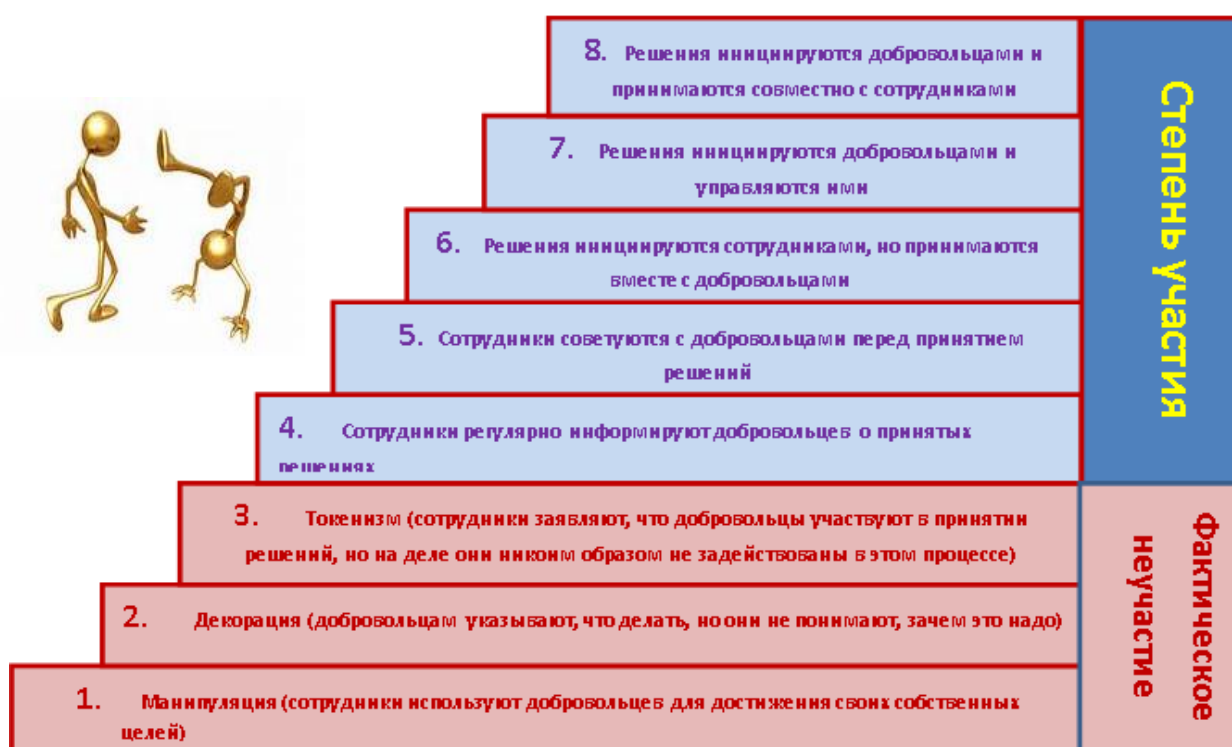 8. Решения инициируются добровольцами и
принимаются совместно с сотрудниками
7. Решения инициируются добровольцами и
управляются ими
6. Решения инициируются сотрудниками, но принимаются
вместе с добровольцами
5. Сотрудники советуются с добровольцами перед принятием
решений
4. Сотрудники регулярно информируют добровольцев о принятых
решениях
3. Токенизм (сотрудники заявляют, что добровольцы участвуют в принятии
решений, но на деле они никоим образом не задействованы в этом процессе)
2. Декорация (добровольцам указывают, что делать, но они не понимают, зачем это надо)
1. Манипуляция (сотрудники используют добровольцев для достижения своих собственных
целей)
Степень участия
Фактическое
неучастие